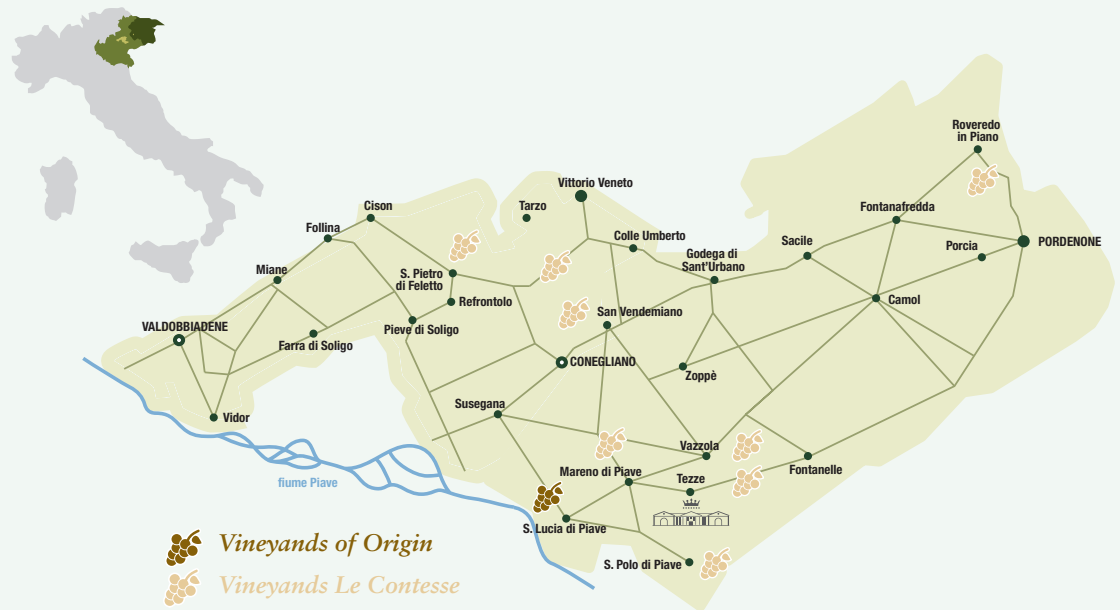 Roveredo
in Piano
Vittorio Veneto
Cison
Tarzo
Fontanafredda
Follina
Colle Umberto
Sacile
Porcia
PORDENONE
Godega di
Sant'Urbano
Miane
S. Pietro
di Feletto
Refrontolo
Camol
San Vendemiano
VALDOBBIADENE
Pieve di Soligo
Farra di Soligo
CONEGLIANO
Zoppè
Susegana
Vidor
Vazzola
Mareno di Piave
Tezze
Fontanelle
fiume Piave
S. Lucia di Piave
S. Polo di Piave
Vineyands of Origin
Vineyands Le Contesse